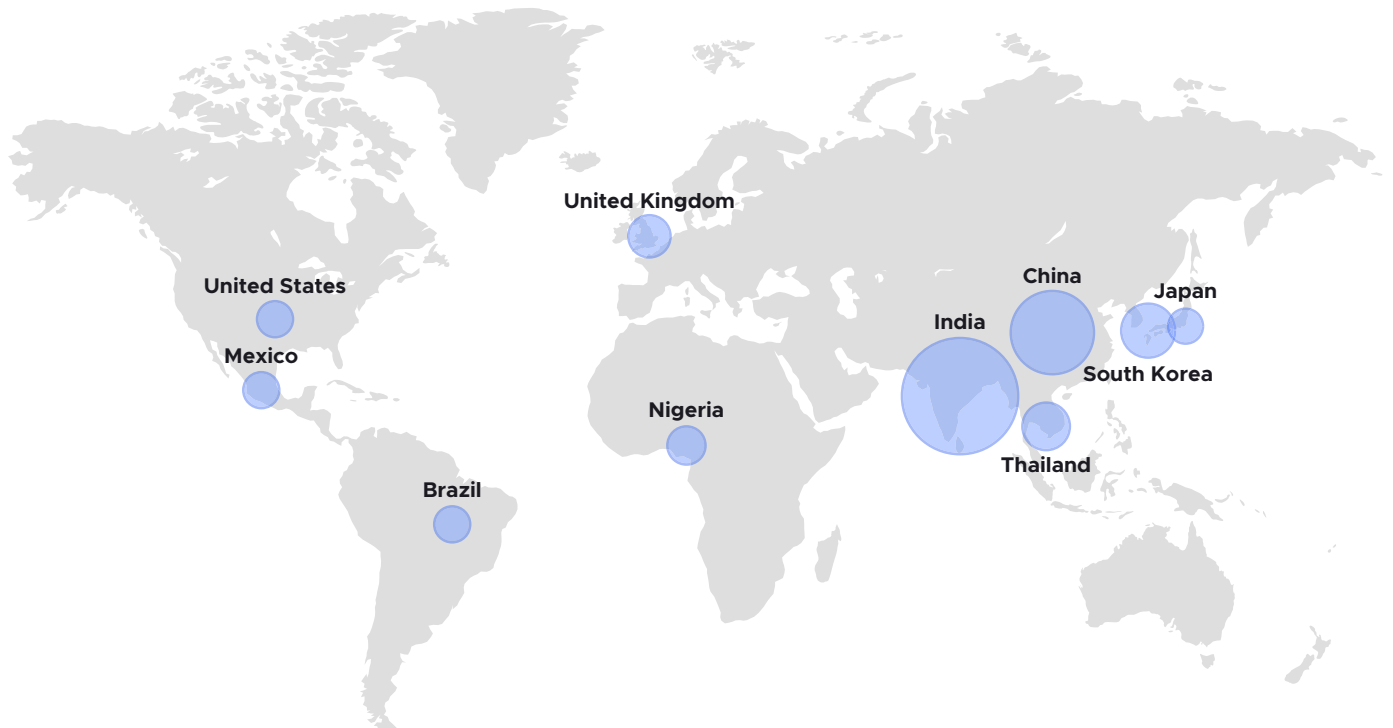 United Kingdom
China
United States
Japan
India
Mexico
South Korea
Nigeria
Thailand
Brazil